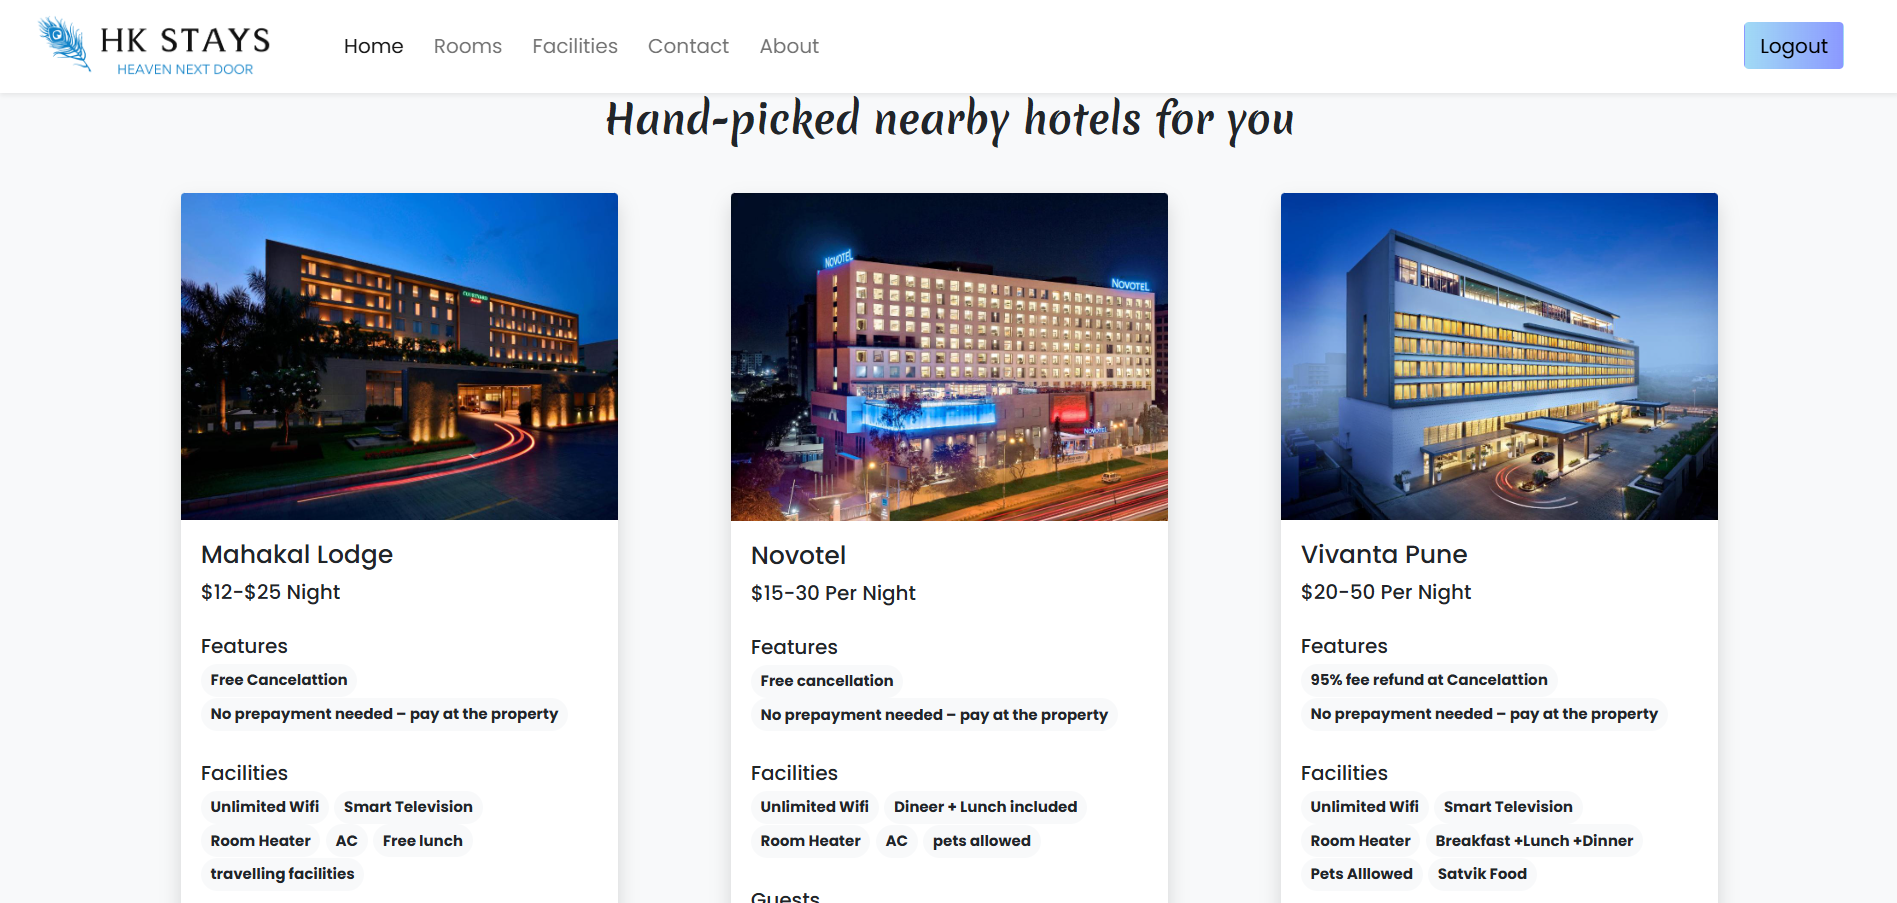 HK STAYS
HEAVEN NEXT DOOR
Home Rooms Facilities Contact About
Logout
Hand-picked nearby hotels for you
COURTYARD
NOVOTEL
NOVOTEL
NOVOTEL
Mahakal Lodge
$12-$25 Night
Features
Free Cancelattion
No prepayment needed – pay at the property
Facilities
Unlimited Wifi Smart Television
Room Heater AC Free lunch
travelling facilities
Novotel
$15-30 Per Night
Features
Free cancellation
No prepayment needed – pay at the property
Facilities
Unlimited Wifi Dineer + Lunch included
Room Heater AC pets allowed
Guests
Vivanta Pune
$20-50 Per Night
Features
95% fee refund at Cancelattion
No prepayment needed – pay at the property
Facilities
Unlimited Wifi Smart Television
Room Heater Breakfast +Lunch +Dinner
Pets Alllowed Satvik Food